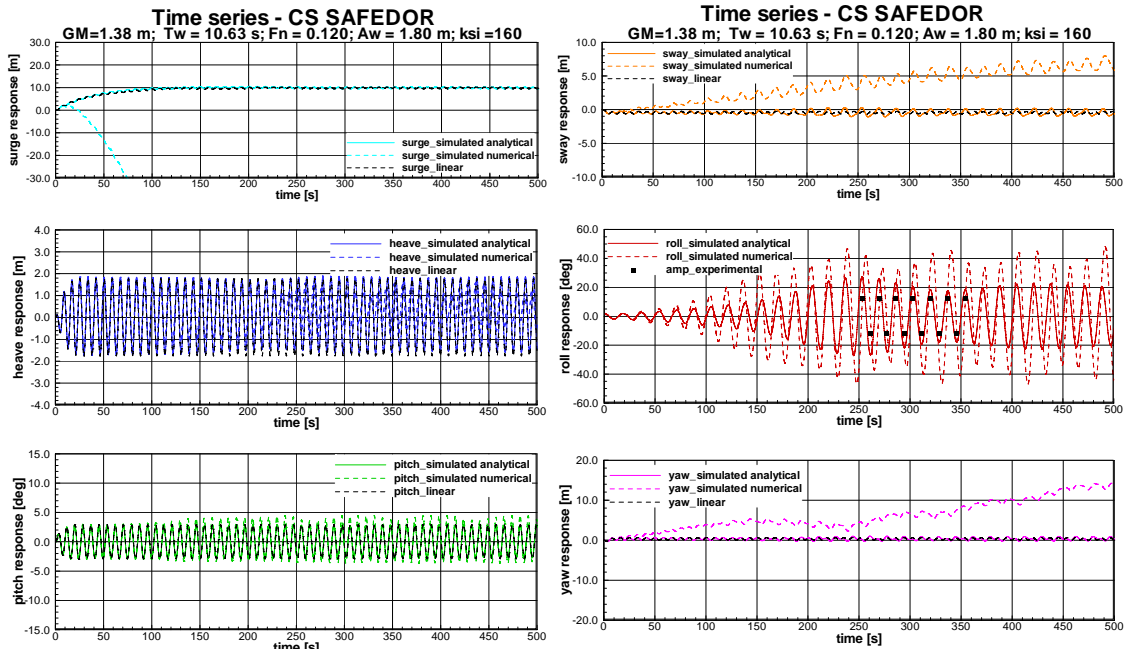 Time series - CS SAFEDOR
GM=1.38 m; Tw = 10.63 s; Fn = 0.120; Aw = 1.80 m; ksi =160
surge response [m]
30.0
20.0
10.0
0.0
-10.0
-20.0
-30.0
surge_simulated analytical
surge_simulated numerical
surge_linear
0 50 100 150 200 250 300 350 400 450 500
time [s]
heave response [m]
4.0
3.0
2.0
1.0
0.0
-1.0
-2.0
-3.0
-4.0
heave_simulated analytical
heave_simulated numerical
heave_linear
0 50 100 150 200 250 300 350 400 450 500
time [s]
pitch response [deg]
15.0
10.0
5.0
0.0
-5.0
-10.0
-15.0
pitch_simulated analytical
pitch_simulated numerical
pitch_linear
0 50 100 150 200 250 300 350 400 450 500
time [s]
Time series - CS SAFEDOR
GM=1.38 m; Tw = 10.63 s; Fn = 0.120; Aw = 1.80 m; ksi = 160
sway response [m]
10.0
5.0
0.0
-5.0
-10.0
sway_simulated analytical
sway_simulated numerical
sway_linear
0 50 100 150 200 250 300 350 400 450 500
time [s]
roll response [deg]
60.0
40.0
20.0
0.0
-20.0
-40.0
-60.0
roll_simulated analytical
roll_simulated numerical
amp_experimental
0 50 100 150 200 250 300 350 400 450 500
time [s]
yaw response [m]
20.0
10.0
0.0
-10.0
-20.0
yaw_simulated analytical
yaw_simulated numerical
yaw_linear
0 50 100 150 200 250 300 350 400 450 500
time [s]